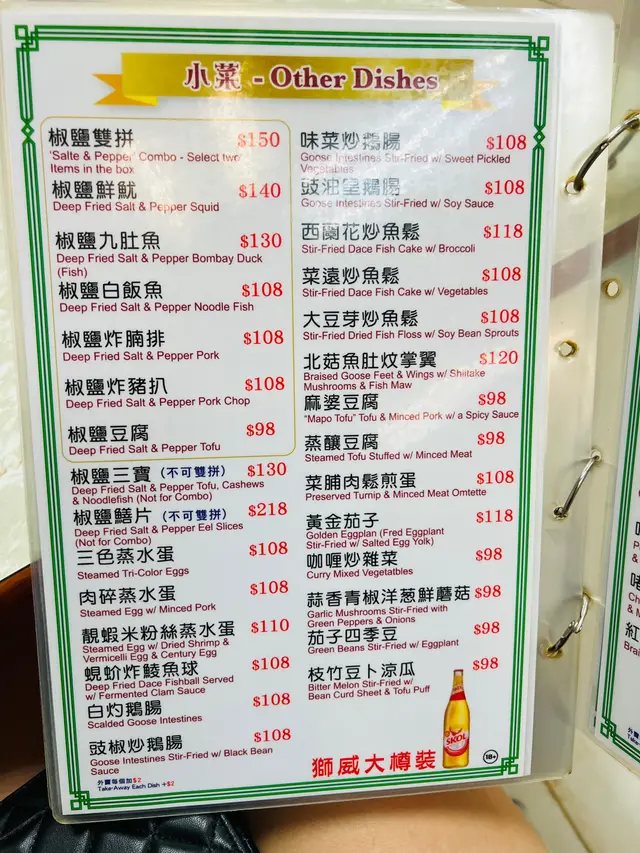 小菜 - Other Dishes
椒鹽雙拼 $150
'Salte & Pepper' Combo - Select two
Items in the box
椒鹽鮮魷 $140
Deep Fried Salt & Pepper Squid
椒鹽九肚魚 $130
Deep Fried Salt & Pepper Bombay Duck
(Fish)
椒鹽白飯魚 $108
Deep Fried Salt & Pepper Noodle Fish
椒鹽炸腩排 $108
Deep Fried Salt & Pepper Pork
椒鹽炸豬扒 $108
Deep Fried Salt & Pepper Pork Chop
椒鹽豆腐 $98
Deep Fried Salt & Pepper Tofu
椒鹽三寶 (不可雙拼) $130
Deep Fried Salt & Pepper Tofu, Cashews
& Noodlefish (Not for Combo)
椒鹽鱔片 (不可雙拼) $218
Deep Fried Salt & Pepper Eel Slices
(Not for Combo)
三色蒸水蛋 $108
Steamed Tri-Color Eggs
肉碎蒸水蛋 $108
Steamed Egg w/ Minced Pork
靚蝦米粉絲蒸水蛋 $110
Steamed Egg w/ Dried Shrimp &
Vermicelli Egg & Century Egg
蜆蚧炸鯪魚球 $108
Deep Fried Dace Fishball Served
w/ Fermented Clam Sauce
白灼鵝腸 $108
Scalded Goose Intestines
豉椒炒鵝腸 $108
Goose Intestines Stir-Fried w/ Black Bean
Sauce
外賣每個加$2
Take-Away Each Dish +$2
味菜炒鵝腸 $108
Goose Intestines Stir-Fried w/ Sweet Pickled
Vegetables
豉油皇鵝腸 $108
Goose Intestines Stir-Fried w/ Soy Sauce
西蘭花炒魚鬆 $118
Stir-Fried Dace Fish Cake w/ Broccoli
菜遠炒魚鬆 $108
Stir-Fried Dace Fish Cake w/ Vegetables
大豆芽炒魚鬆 $108
Stir-Fried Dried Fish Floss w/ Soy Bean Sprouts
北菇魚肚炆掌翼 $120
Braised Goose Feet & Wings w/ Shiitake
Mushrooms & Fish Maw
麻婆豆腐 $98
"Mapo Tofu" Tofu & Minced Pork w/ a Spicy Sauce
蒸釀豆腐 $98
Steamed Tofu Stuffed w/ Minced Meat
菜脯肉鬆煎蛋 $108
Preserved Turnip & Minced Meat Omtette
黃金茄子 $118
Golden Eggplan (Fred Eggplant
Stir-Fried w/ Salted Egg Yolk)
咖喱炒雜菜 $98
Curry Mixed Vegetables
蒜香青椒洋葱鮮蘑菇 $98
Garlic Mushrooms Stir-Fried with
Green Peppers & Onions
茄子四季豆 $98
Green Beans Stir-Fried w/ Eggplant
枝竹豆卜涼瓜 $98
Bitter Melon Stir-Fried w/
Bean Curd Sheet & Tofu Puff
SKOL
獅威大樽裝
18+